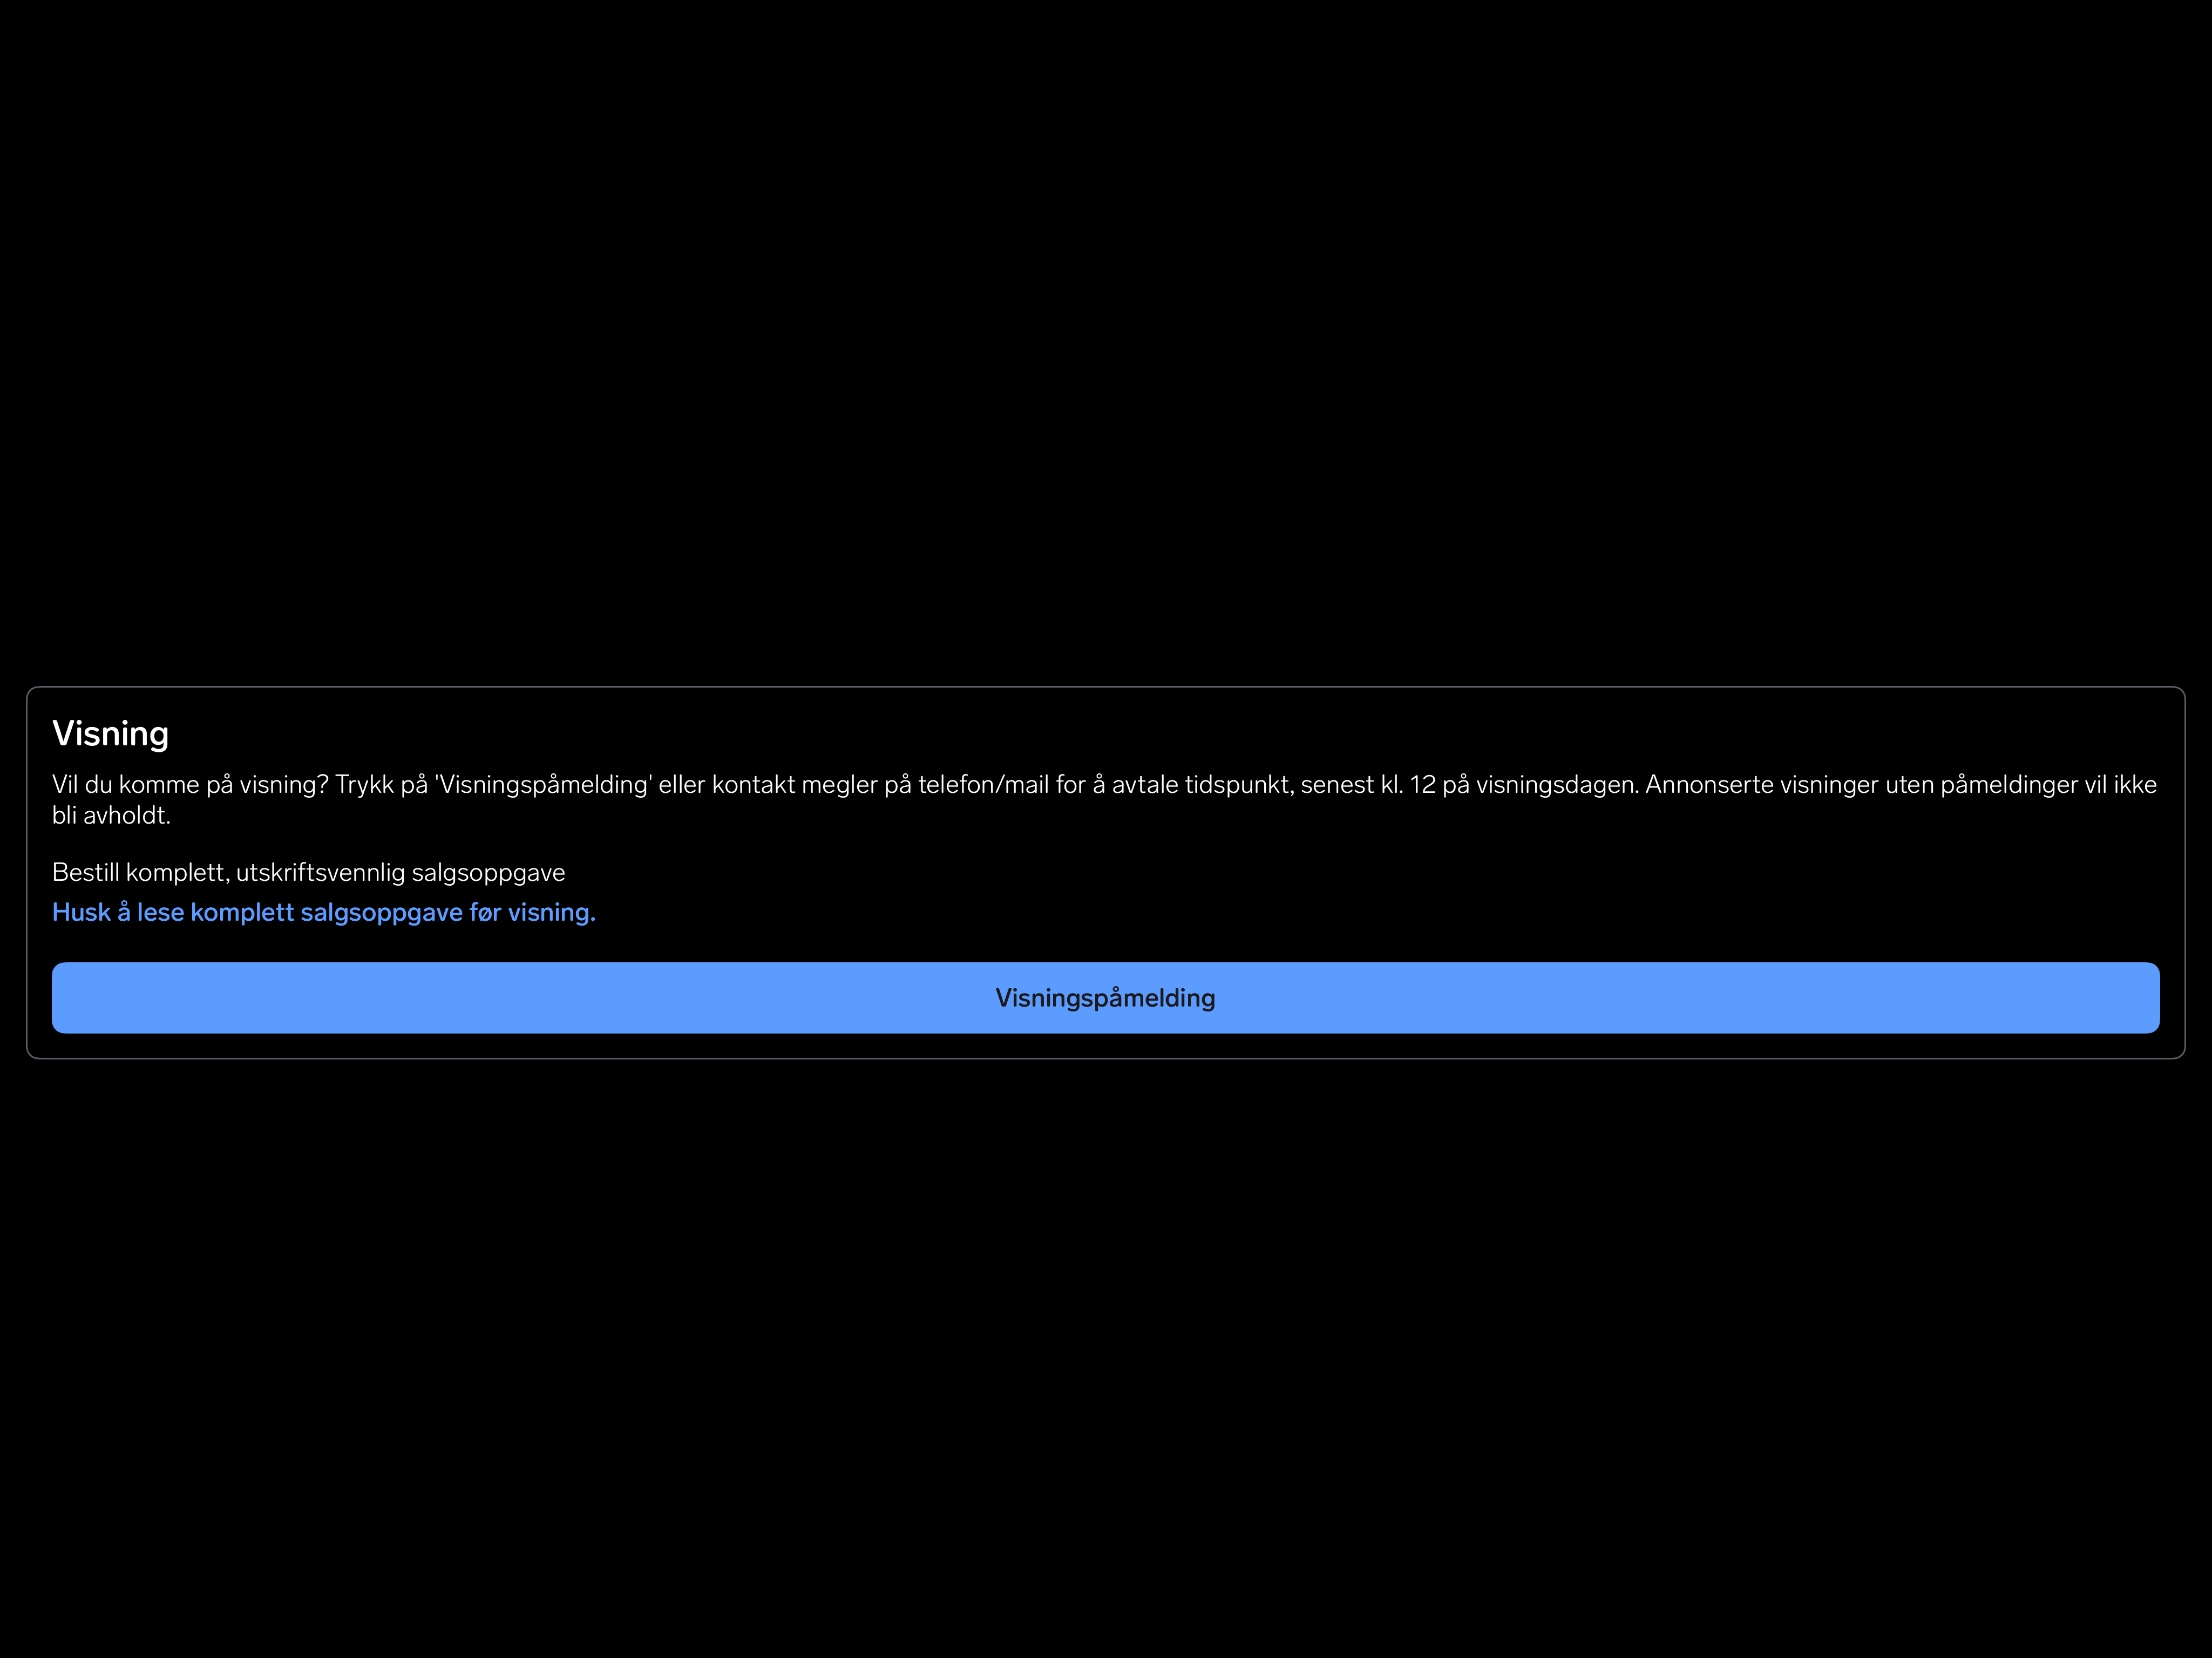 Visning
Vil du komme på visning? Trykk på 'Visningspåmelding' eller kontakt megler på telefon/mail for å avtale tidspunkt, senest kl. 12 på visningsdagen. Annonserte visninger uten påmeldinger vil ikke
bli avholdt.
Bestill komplett, utskriftsvennlig salgsoppgave
Husk å lese komplett salgsoppgave før visning.
Visningspåmelding